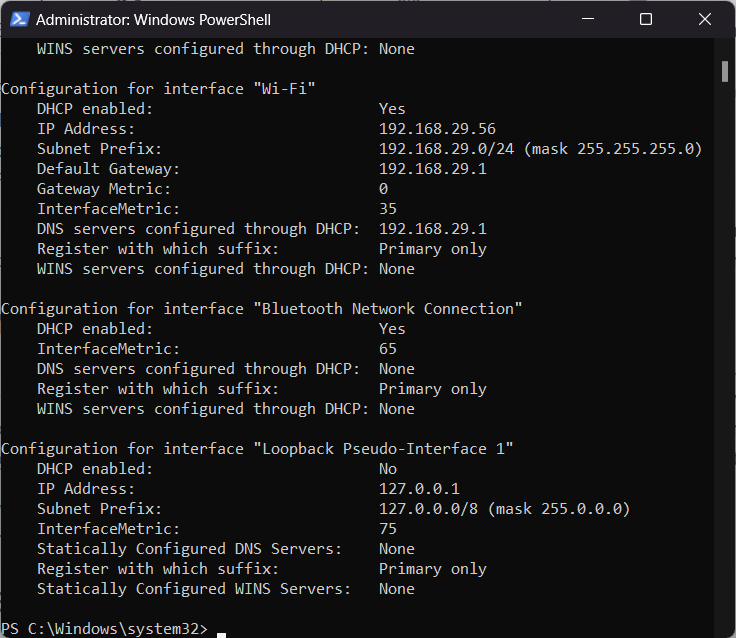 Administrator: Windows PowerShell
WINS servers configured through DHCP: None
Configuration for interface "Wi-Fi"
DHCP enabled: Yes
IP Address: 192.168.29.56
Subnet Prefix: 192.168.29.0/24 (mask 255.255.255.0)
Default Gateway: 192.168.29.1
Gateway Metric: 0
InterfaceMetric: 35
DNS servers configured through DHCP: 192.168.29.1
Register with which suffix: Primary only
WINS servers configured through DHCP: None
Configuration for interface "Bluetooth Network Connection"
DHCP enabled: Yes
InterfaceMetric: 65
DNS servers configured through DHCP: None
Register with which suffix: Primary only
WINS servers configured through DHCP: None
Configuration for interface "Loopback Pseudo-Interface 1"
DHCP enabled: No
IP Address: 127.0.0.1
Subnet Prefix: 127.0.0.0/8 (mask 255.0.0.0)
InterfaceMetric: 75
Statically Configured DNS Servers: None
Register with which suffix: Primary only
Statically Configured WINS Servers: None
PS C:\Windows\system32>